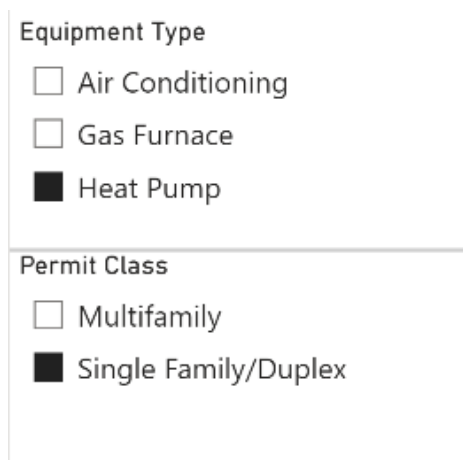 Equipment Type
Air Conditioning
Gas Furnace
Heat Pump
Permit Class
Multifamily
Single Family/Duplex